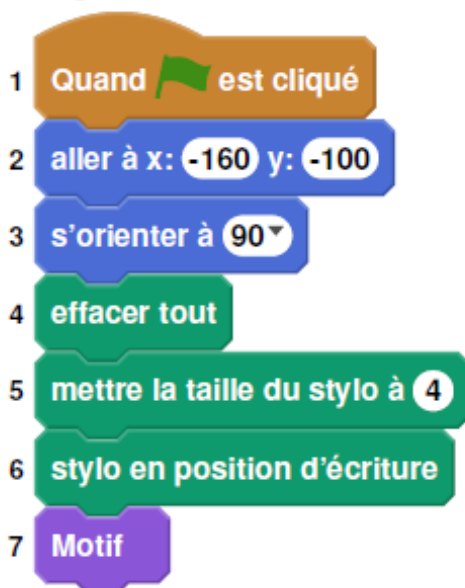 1 Quand est cliqué
2 aller à x: -160 y: -100
3 s’orienter à 90
4 effacer tout
5 mettre la taille du stylo à 4
6 stylo en position d’écriture
7 Motif